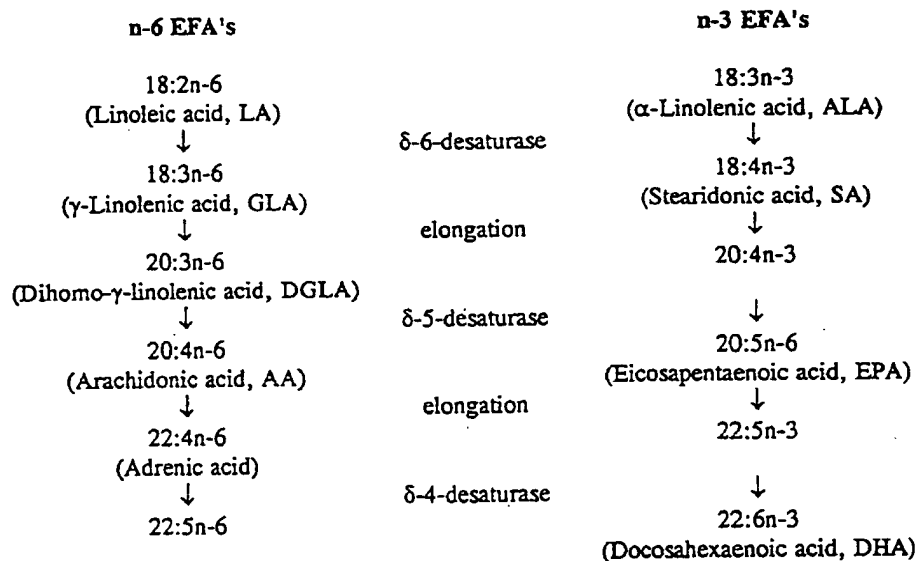 n-6 EFA's
18:2n-6
(Linoleic acid, LA)
↓
18:3n-6
(γ-Linolenic acid, GLA)
↓
20:3n-6
(Dihomo-γ-linolenic acid, DGLA)
↓
20:4n-6
(Arachidonic acid, AA)
↓
22:4n-6
(Adrenic acid)
↓
22:5n-6
δ-6-desaturase
elongation
δ-5-desaturase
elongation
δ-4-desaturase
n-3 EFA's
18:3n-3
(α-Linolenic acid, ALA)
↓
18:4n-3
(Stearidonic acid, SA)
↓
20:4n-3
↓
20:5n-6
(Eicosapentaenoic acid, EPA)
↓
22:5n-3
↓
22:6n-3
(Docosahexaenoic acid, DHA)